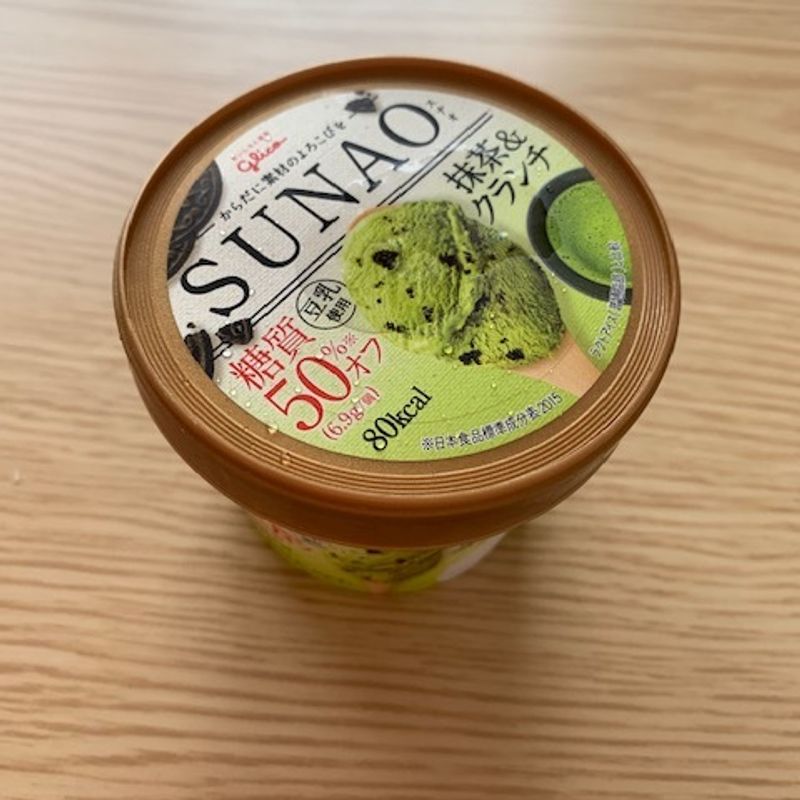 Glico
からだに素材のよろこびを
SUNAO
スナオ
抹茶&
クランチ
豆乳
使用
糖質
50%※オフ
(6.9g/個)
80kcal
※日本食品標準成分表2015